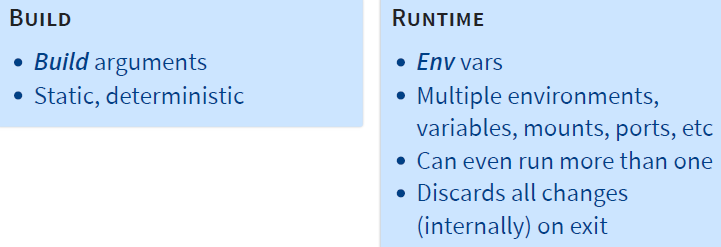 Build
• Build arguments
• Static, deterministic
Runtime
• Env vars
• Multiple environments,
variables, mounts, ports, etc
• Can even run more than one
• Discards all changes
(internally) on exit